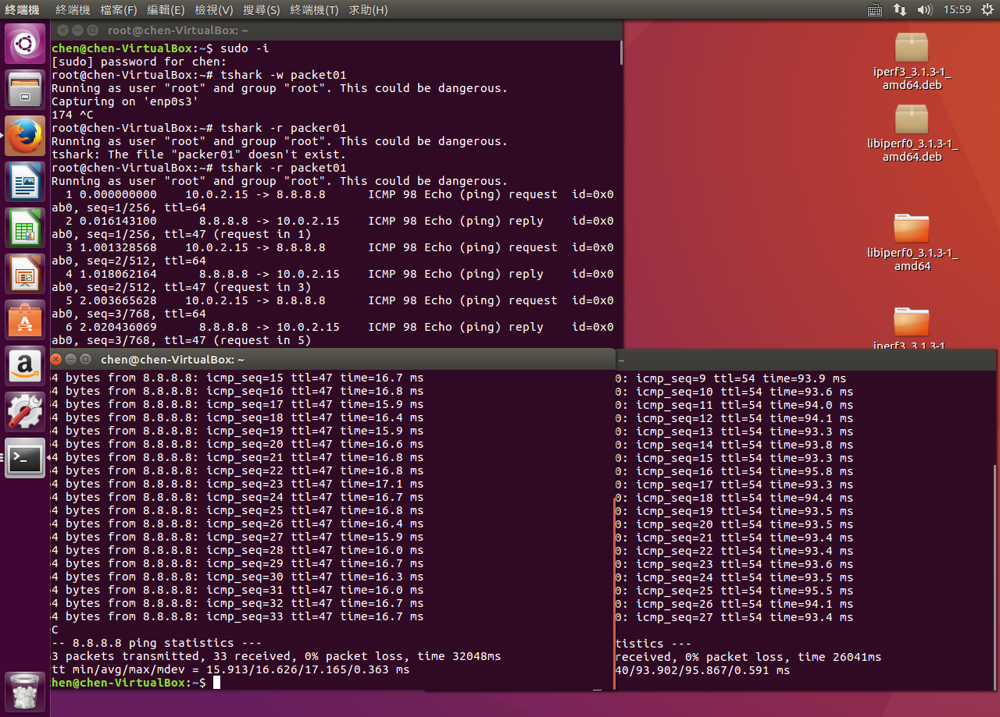 終端機 終端機 檔案(F) 編輯(E) 檢視(V) 搜尋(S) 終端機(T) 求助(H) 15:59
root@chen-VirtualBox: ~
chen@chen-VirtualBox:~$ sudo -i
[sudo] password for chen:
root@chen-VirtualBox:~# tshark -w packet01
Running as user "root" and group "root". This could be dangerous.
Capturing on 'enp0s3'
174 ^C
root@chen-VirtualBox:~# tshark -r packer01
Running as user "root" and group "root". This could be dangerous.
tshark: The file "packer01" doesn't exist.
root@chen-VirtualBox:~# tshark -r packet01
Running as user "root" and group "root". This could be dangerous.
1 0.000000000 10.0.2.15 -> 8.8.8.8 ICMP 98 Echo (ping) request id=0x0
ab0, seq=1/256, ttl=64
2 0.016143100 8.8.8.8 -> 10.0.2.15 ICMP 98 Echo (ping) reply id=0x0
ab0, seq=1/256, ttl=47 (request in 1)
3 1.001328568 10.0.2.15 -> 8.8.8.8 ICMP 98 Echo (ping) request id=0x0
ab0, seq=2/512, ttl=64
4 1.018062164 8.8.8.8 -> 10.0.2.15 ICMP 98 Echo (ping) reply id=0x0
ab0, seq=2/512, ttl=47 (request in 3)
5 2.003665628 10.0.2.15 -> 8.8.8.8 ICMP 98 Echo (ping) request id=0x0
ab0, seq=3/768, ttl=64
6 2.020436069 8.8.8.8 -> 10.0.2.15 ICMP 98 Echo (ping) reply id=0x0
ab0, seq=3/768, ttl=47 (request in 5)
iperf3_3.1.3-1_
amd64.deb
libiperf0_3.1.3-1_
amd64.deb
libiperf0_3.1.3-1_
amd64
iperf3_3.1.3-1_
chen@chen-VirtualBox: ~
4 bytes from 8.8.8.8: icmp_seq=15 ttl=47 time=16.7 ms
4 bytes from 8.8.8.8: icmp_seq=16 ttl=47 time=16.8 ms
4 bytes from 8.8.8.8: icmp_seq=17 ttl=47 time=15.9 ms
4 bytes from 8.8.8.8: icmp_seq=18 ttl=47 time=16.4 ms
4 bytes from 8.8.8.8: icmp_seq=19 ttl=47 time=15.9 ms
4 bytes from 8.8.8.8: icmp_seq=20 ttl=47 time=16.6 ms
4 bytes from 8.8.8.8: icmp_seq=21 ttl=47 time=16.8 ms
4 bytes from 8.8.8.8: icmp_seq=22 ttl=47 time=16.8 ms
4 bytes from 8.8.8.8: icmp_seq=23 ttl=47 time=17.1 ms
4 bytes from 8.8.8.8: icmp_seq=24 ttl=47 time=16.7 ms
4 bytes from 8.8.8.8: icmp_seq=25 ttl=47 time=16.8 ms
4 bytes from 8.8.8.8: icmp_seq=26 ttl=47 time=16.4 ms
4 bytes from 8.8.8.8: icmp_seq=27 ttl=47 time=15.9 ms
4 bytes from 8.8.8.8: icmp_seq=28 ttl=47 time=16.0 ms
4 bytes from 8.8.8.8: icmp_seq=29 ttl=47 time=16.7 ms
4 bytes from 8.8.8.8: icmp_seq=30 ttl=47 time=16.3 ms
4 bytes from 8.8.8.8: icmp_seq=31 ttl=47 time=16.0 ms
4 bytes from 8.8.8.8: icmp_seq=32 ttl=47 time=16.7 ms
4 bytes from 8.8.8.8: icmp_seq=33 ttl=47 time=16.7 ms
^C
-- 8.8.8.8 ping statistics ---
3 packets transmitted, 33 received, 0% packet loss, time 32048ms
tt min/avg/max/mdev = 15.913/16.626/17.165/0.363 ms
chen@chen-VirtualBox:~$
~
0: icmp_seq=9 ttl=54 time=93.9 ms
0: icmp_seq=10 ttl=54 time=93.6 ms
0: icmp_seq=11 ttl=54 time=94.0 ms
0: icmp_seq=12 ttl=54 time=94.1 ms
0: icmp_seq=13 ttl=54 time=93.3 ms
0: icmp_seq=14 ttl=54 time=93.8 ms
0: icmp_seq=15 ttl=54 time=93.3 ms
0: icmp_seq=16 ttl=54 time=95.8 ms
0: icmp_seq=17 ttl=54 time=93.3 ms
0: icmp_seq=18 ttl=54 time=94.4 ms
0: icmp_seq=19 ttl=54 time=93.5 ms
0: icmp_seq=20 ttl=54 time=93.5 ms
0: icmp_seq=21 ttl=54 time=93.4 ms
0: icmp_seq=22 ttl=54 time=93.4 ms
0: icmp_seq=23 ttl=54 time=93.6 ms
0: icmp_seq=24 ttl=54 time=93.5 ms
0: icmp_seq=25 ttl=54 time=95.5 ms
0: icmp_seq=26 ttl=54 time=94.1 ms
0: icmp_seq=27 ttl=54 time=93.4 ms
tistics ---
received, 0% packet loss, time 26041ms
40/93.902/95.867/0.591 ms